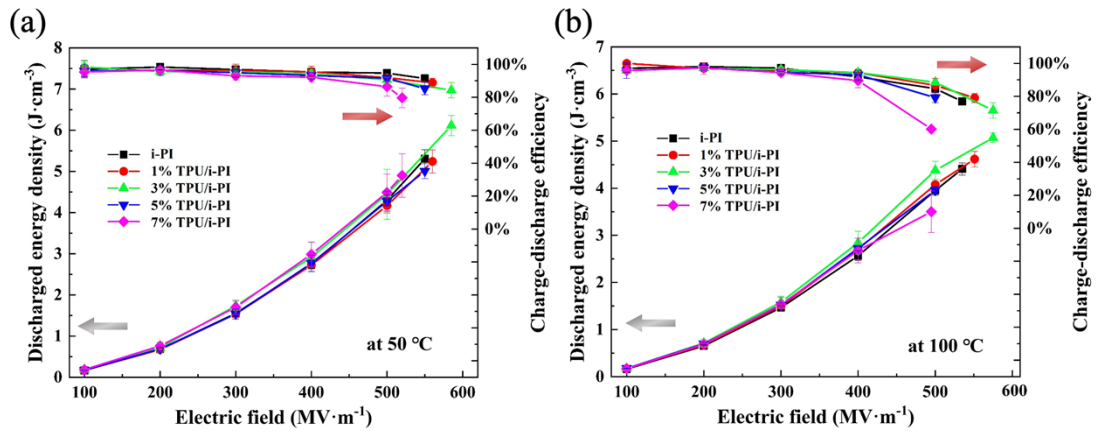 (a)
8
7
6
5
4
3
2
1
0
Discharged energy density (J·cm⁻³)
100%
80%
60%
40%
20%
0%
Charge-discharge efficiency
i-PI
1% TPU/i-PI
3% TPU/i-PI
5% TPU/i-PI
7% TPU/i-PI
at 50 °C
100 200 300 400 500 600
Electric field (MV·m⁻¹)
(b)
7
6
5
4
3
2
1
0
Discharged energy density (J·cm⁻³)
100%
80%
60%
40%
20%
0%
Charge-discharge efficiency
i-PI
1% TPU/i-PI
3% TPU/i-PI
5% TPU/i-PI
7% TPU/i-PI
at 100 °C
100 200 300 400 500 600
Electric field (MV·m⁻¹)